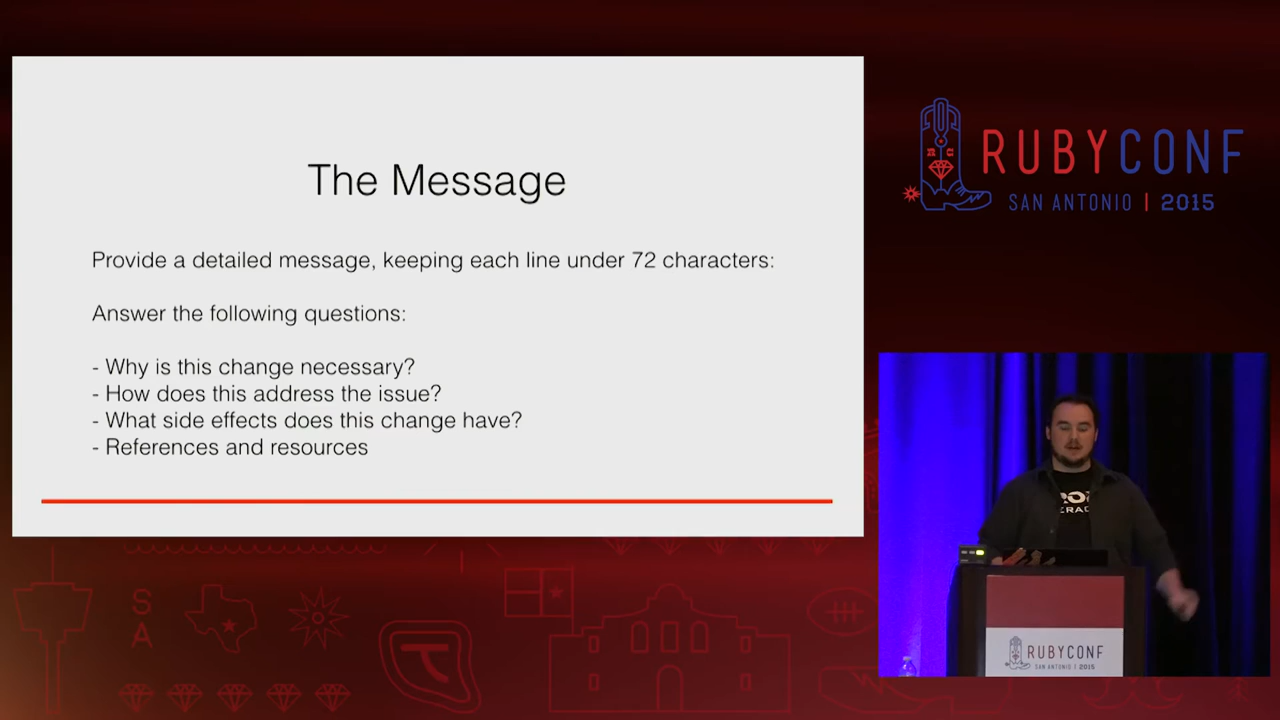 The Message
Provide a detailed message, keeping each line under 72 characters:
Answer the following questions:
- Why is this change necessary?
- How does this address the issue?
- What side effects does this change have?
- References and resources
RUBYCONF
SAN ANTONIO | 2015
S
A
RUBYCONF
SAN ANTONIO | 2015